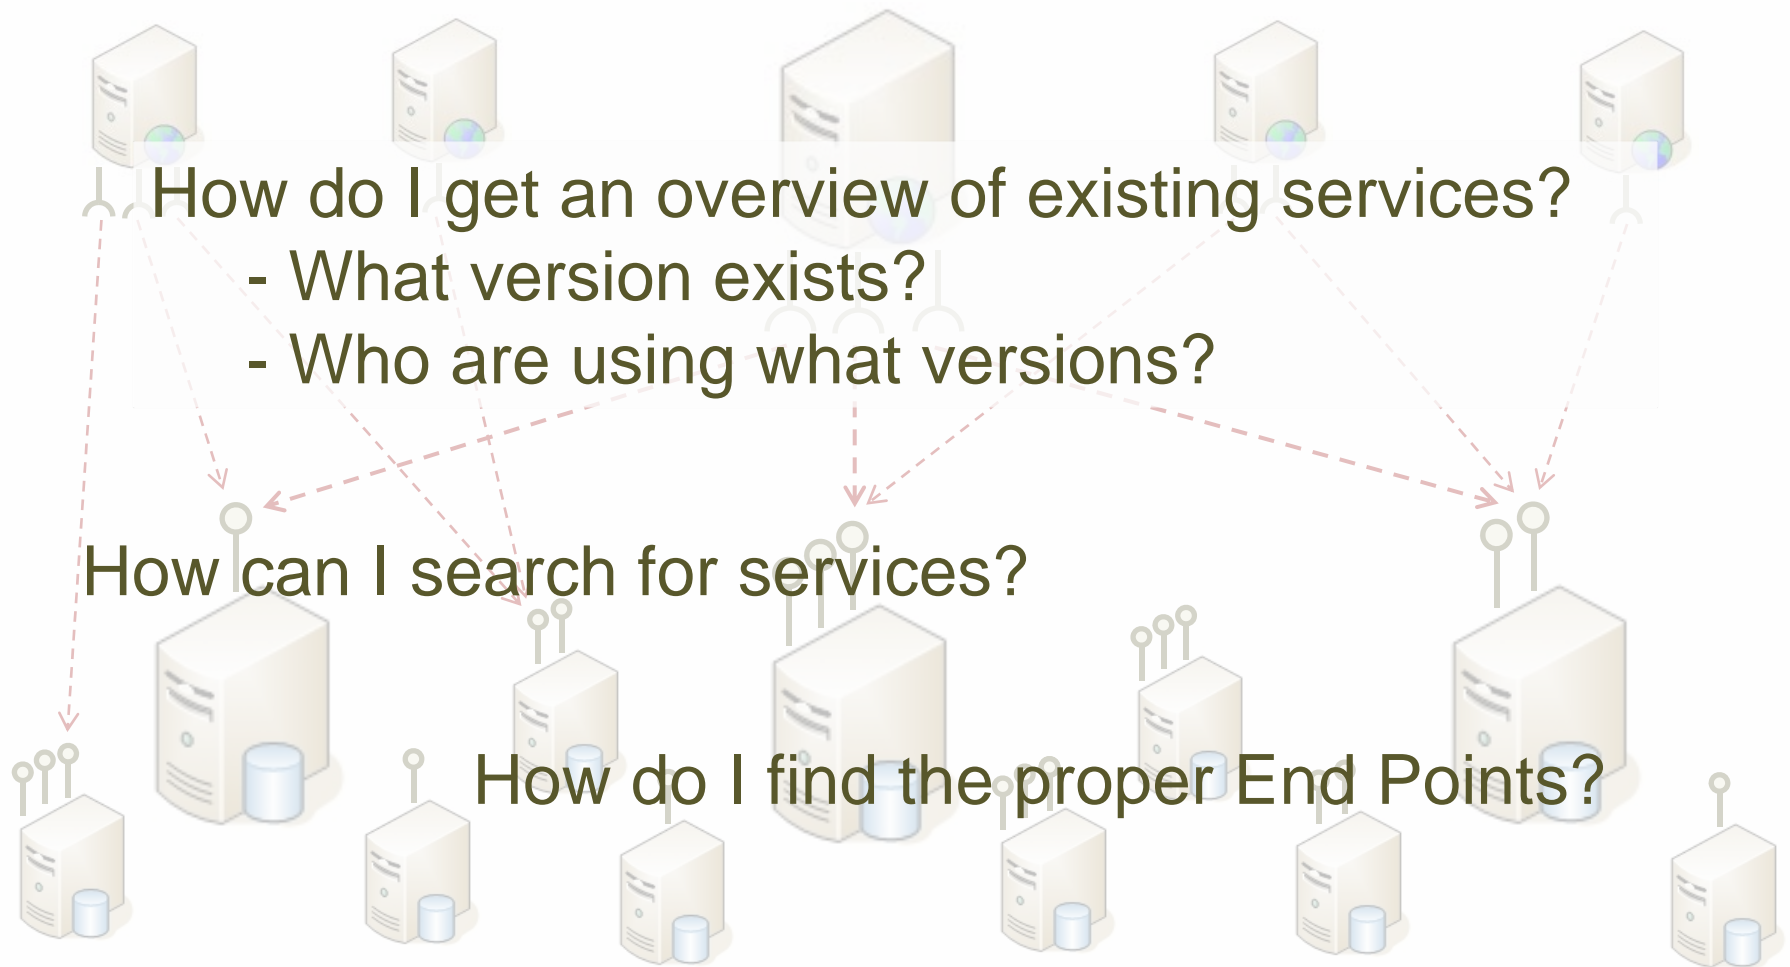 How do I get an overview of existing services?
- What version exists?
- Who are using what versions?
How can I search for services?
How do I find the proper End Points?